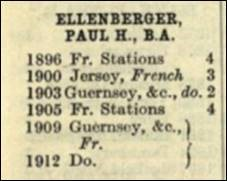 ELLENBERGER,
PAUL H., B.A.
1896 Fr. Stations 4
1900 Jersey, French 3
1903 Guernsey, &c., do. 2
1905 Fr. Stations 4
1909 Guernsey, &c., }
Fr.
1912 Do.